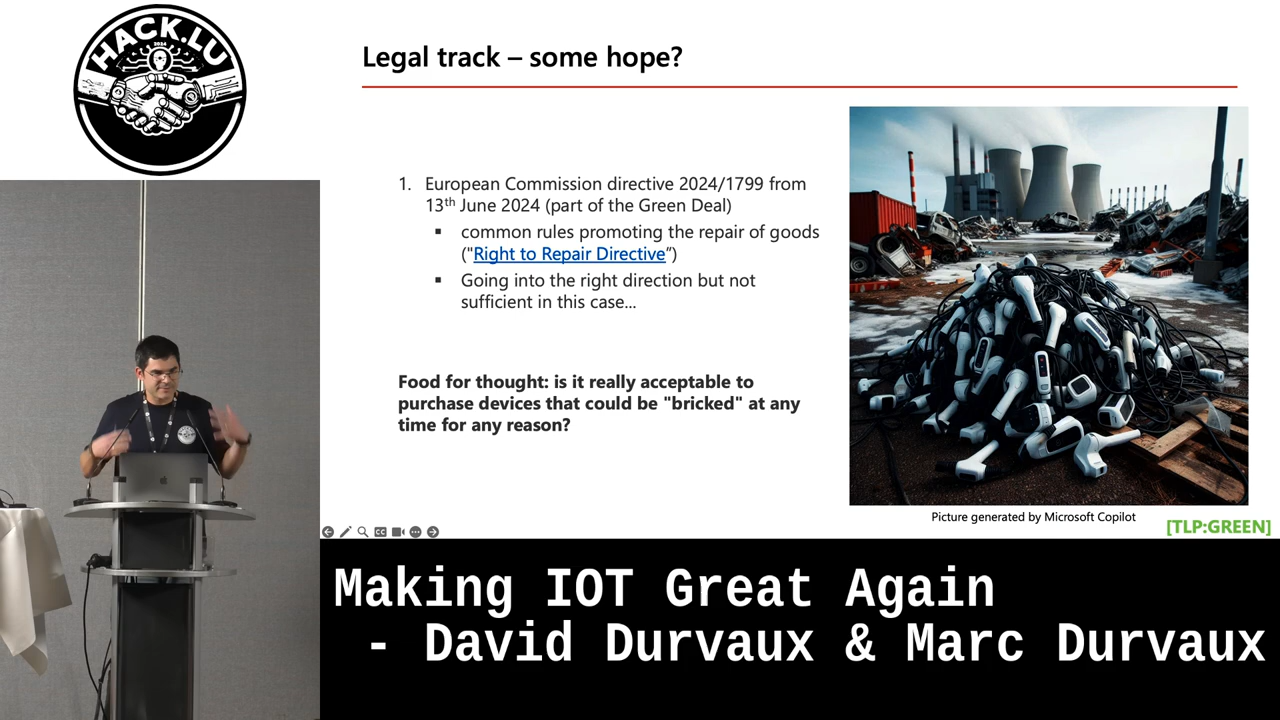 HACK.LU
2024
Legal track – some hope?
1. European Commission directive 2024/1799 from
13th June 2024 (part of the Green Deal)
▪ common rules promoting the repair of goods
("Right to Repair Directive")
▪ Going into the right direction but not
sufficient in this case...
Food for thought: is it really acceptable to
purchase devices that could be "bricked" at any
time for any reason?
Picture generated by Microsoft Copilot
[TLP:GREEN]
Making IOT Great Again
- David Durvaux & Marc Durvaux